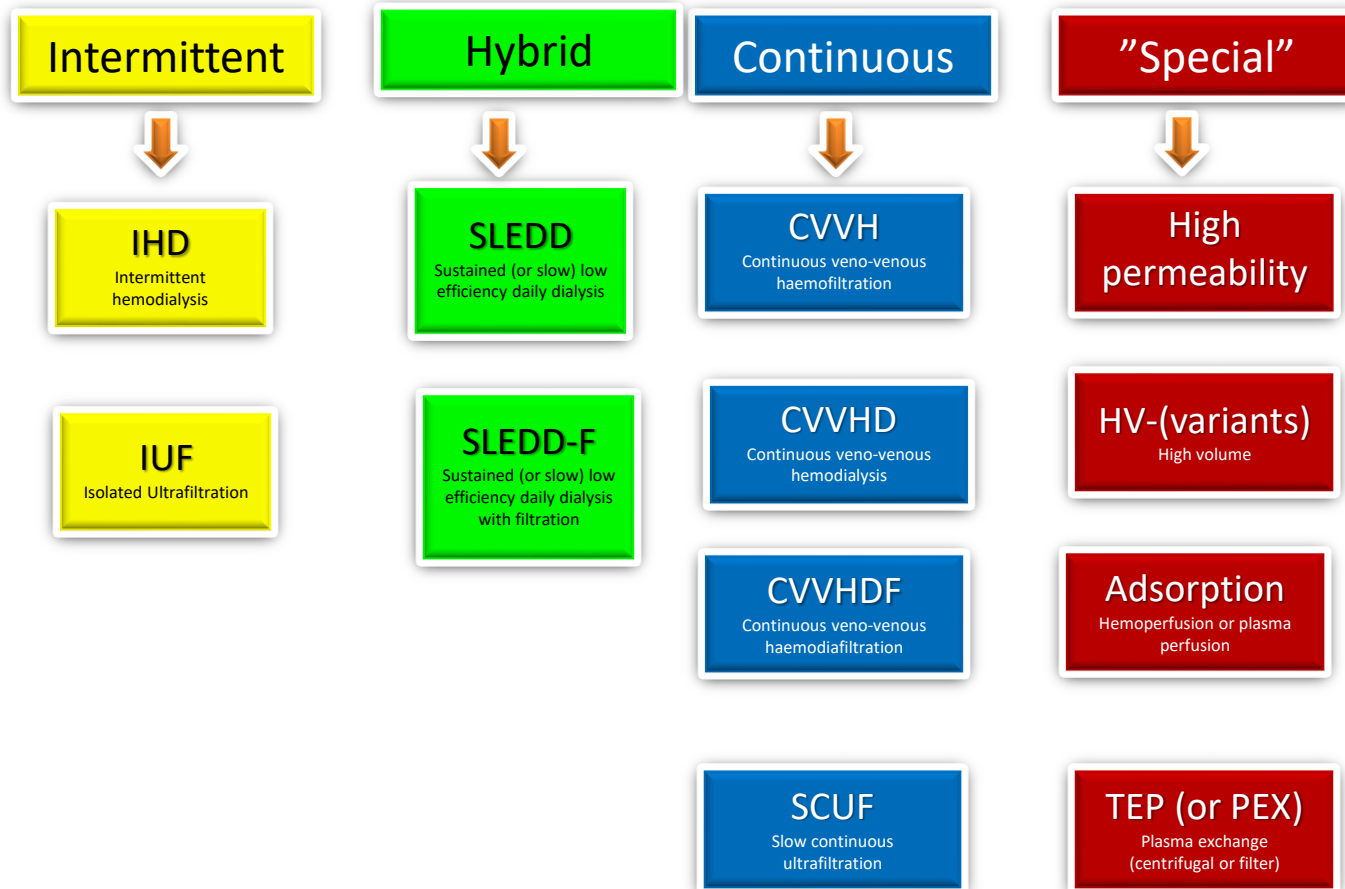 Intermittent
Hybrid
Continuous
”Special”
IHD
Intermittent
hemodialysis
IUF
Isolated Ultrafiltration
SLEDD
Sustained (or slow) low
efficiency daily dialysis
SLEDD-F
Sustained (or slow) low
efficiency daily dialysis
with filtration
CVVH
Continuous veno-venous
haemofiltration
CVVHD
Continuous veno-venous
hemodialysis
CVVHDF
Continuous veno-venous
haemodiafiltration
SCUF
Slow continuous
ultrafiltration
High
permeability
HV-(variants)
High volume
Adsorption
Hemoperfusion or plasma
perfusion
TEP (or PEX)
Plasma exchange
(centrifugal or filter)